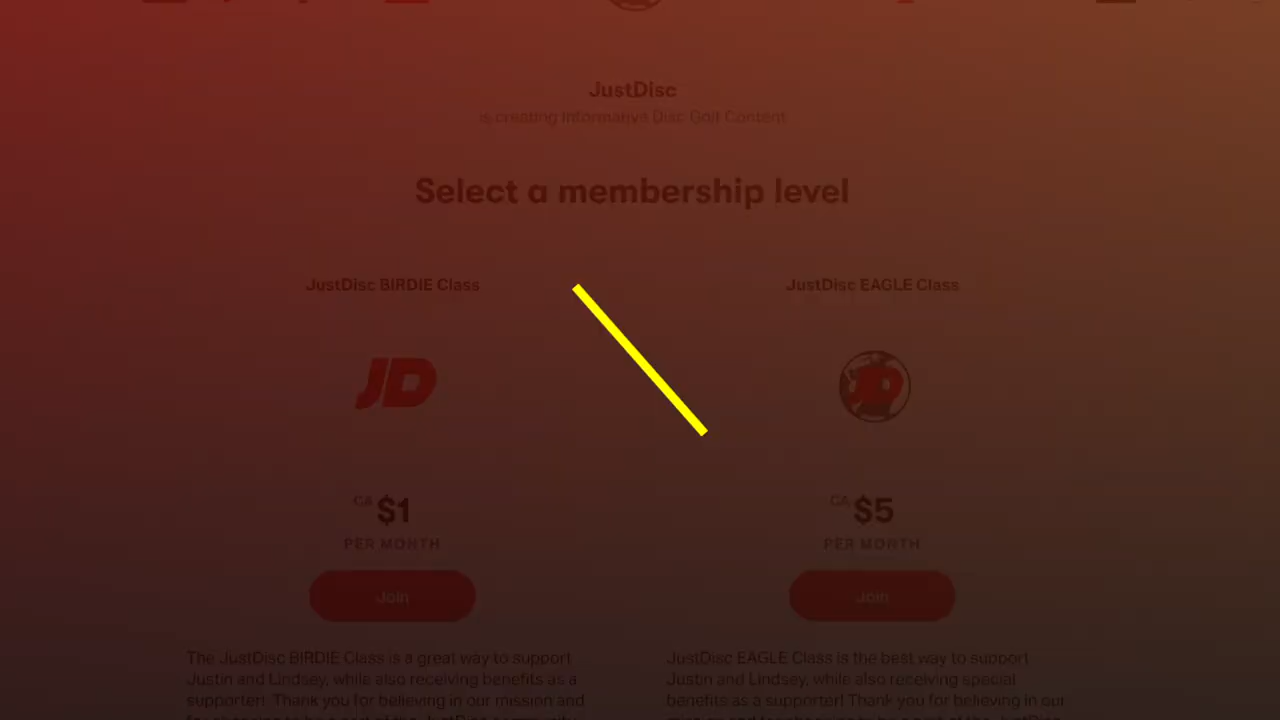 JustDisc
is creating Informative Disc Golf Content
Select a membership level
JustDisc BIRDIE Class
JustDisc EAGLE Class
JD
JD
CA $1
CA $5
PER MONTH
PER MONTH
Join
Join
The JustDisc BIRDIE Class is a great way to support
Justin and Lindsey, while also receiving benefits as a
supporter! Thank you for believing in our mission and
JustDisc EAGLE Class is the best way to support
Justin and Lindsey, while also receiving special
benefits as a supporter! Thank you for believing in our